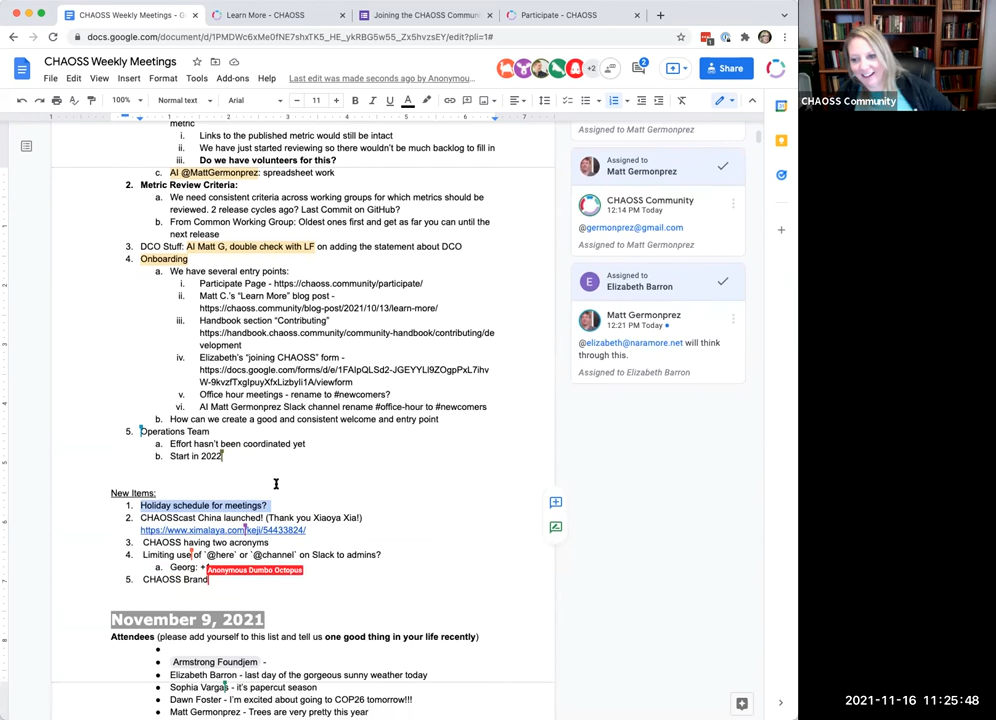 CHAOSS Weekly Meetings - G
Learn More - CHAOSS
Joining the CHAOSS Commun
Participate - CHAOSS
docs.google.com/document/d/1PMDWc6xMe0fNE7shxTK5_HE_ykRBG5w55_Zx5hvzsEY/edit?pli=1#
CHAOSS Weekly Meetings
File Edit View Insert Format Tools Add-ons Help Last edit was made seconds ago by Anonymou...
+2
2
Share
100% Normal text Arial 11
metric
i. Links to the published metric would still be intact
ii. We have just started reviewing so there wouldn't be much backlog to fill in
iii. Do we have volunteers for this?
c. AI @MattGermonprez: spreadsheet work
2. Metric Review Criteria:
a. We need consistent criteria across working groups for which metrics should be
reviewed. 2 release cycles ago? Last Commit on GitHub?
b. From Common Working Group: Oldest ones first and get as far you can until the
next release
3. DCO Stuff: AI Matt G, double check with LF on adding the statement about DCO
4. Onboarding
a. We have several entry points:
i. Participate Page - https://chaoss.community/participate/
ii. Matt C.'s "Learn More" blog post -
https://chaoss.community/blog-post/2021/10/13/learn-more/
iii. Handbook section "Contributing"
https://handbook.chaoss.community/community-handbook/contributing/de
velopment
iv. Elizabeth's "joining CHAOSS" form -
https://docs.google.com/forms/d/e/1FAIpQLSd2-JGEYYLI9ZOgpPxL7ihv
W-9kvzfTxgIpuyXfxLizbyli1A/viewform
v. Office hour meetings - rename to #newcomers?
vi. AI Matt Germonprez Slack channel rename #office-hour to #newcomers
b. How can we create a good and consistent welcome and entry point
5. Operations Team
a. Effort hasn't been coordinated yet
b. Start in 2022
New Items:
1. Holiday schedule for meetings?
2. CHAOSScast China launched! (Thank you Xiaoya Xia!)
https://www.ximalaya.com/keji/54433824/
3. CHAOSS having two acronyms
4. Limiting use of `@here` or `@channel` on Slack to admins?
a. Georg: +
Anonymous Dumbo Octopus
5. CHAOSS Brand
November 9, 2021
Attendees (please add yourself to this list and tell us one good thing in your life recently)
Armstrong Foundjem -
Elizabeth Barron - last day of the gorgeous sunny weather today
Sophia Vargas - it's papercut season
Dawn Foster - I'm excited about going to COP26 tomorrow!!!
Matt Germonprez - Trees are very pretty this year
Assigned to Matt Germonprez
Assigned to
Matt Germonprez
CHAOSS Community
12:14 PM Today
@germonprez@gmail.com
Assigned to Matt Germonprez
E
Assigned to
Elizabeth Barron
Matt Germonprez
12:21 PM Today
@elizabeth@naramore.net will think
through this.
Assigned to Elizabeth Barron
CHAOSS Community
2021-11-16 11:25:48